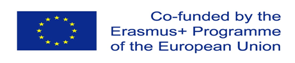 Co-funded by the
Erasmus+ Programme
of the European Union